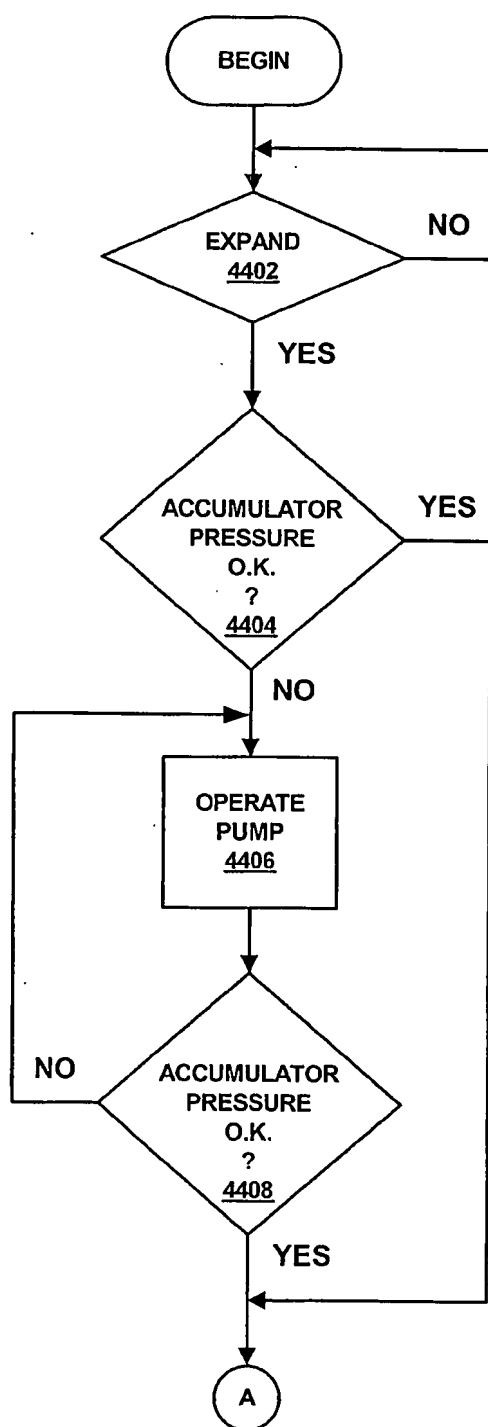 BEGIN
EXPAND
4402
NO
YES
ACCUMULATOR
PRESSURE
O.K.
?
4404
YES
NO
OPERATE
PUMP
4406
NO
ACCUMULATOR
PRESSURE
O.K.
?
4408
YES
A